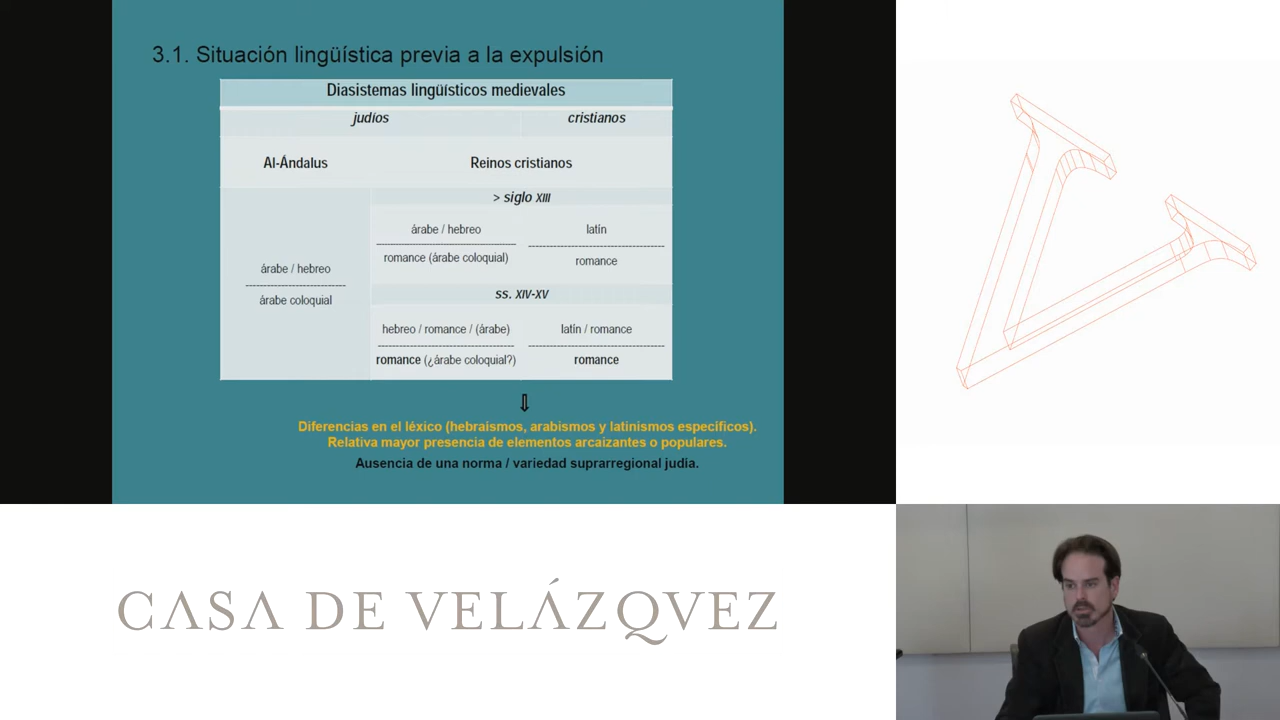 3.1. Situación lingüística previa a la expulsión
Diasistemas lingüísticos medievales
judíos
cristianos
Al-Ándalus
Reinos cristianos
> siglo XIII
árabe / hebreo
latín
romance (árabe coloquial)
romance
árabe / hebreo
árabe coloquial
ss. XIV-XV
hebreo / romance / (árabe)
latín / romance
romance (¿árabe coloquial?)
romance
Diferencias en el léxico (hebraismos, arabismos y latinismos específicos).
Relativa mayor presencia de elementos arcaizantes o populares.
Ausencia de una norma / variedad suprarregional judía.
CASA DE VELÁZQVEZ